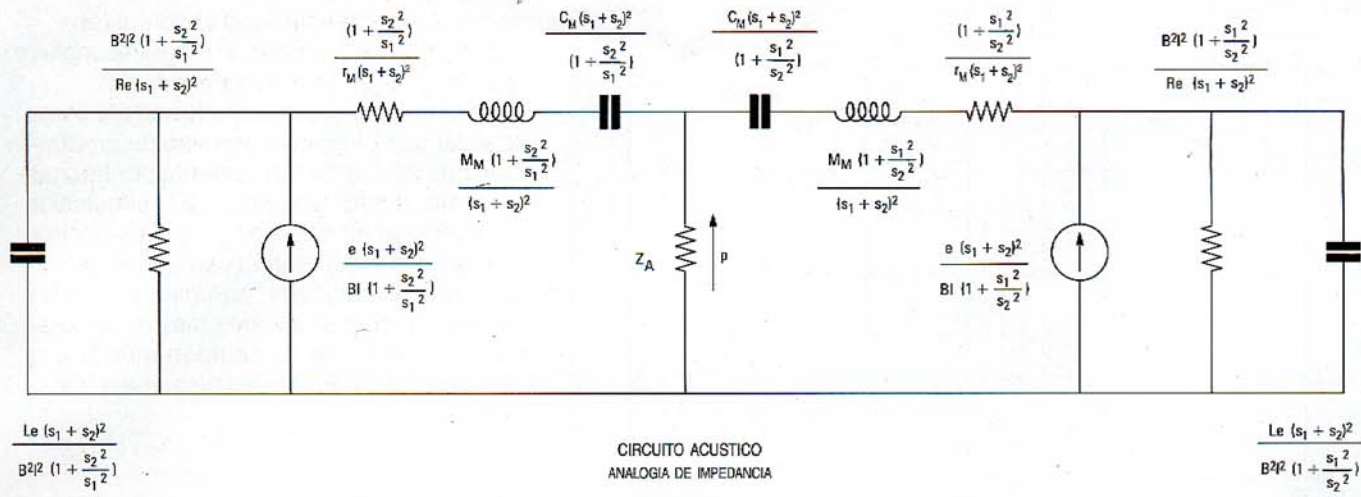 B²l² (1 + s₂²/s₁²) / Re (s₁ + s₂)²
(1 + s₂²/s₁²) / r_M (s₁ + s₂)²
C_M (s₁ + s₂)² / (1 + s₂²/s₁²)
C_M (s₁ + s₂)² / (1 + s₁²/s₂²)
(1 + s₁²/s₂²) / r_M (s₁ + s₂)²
B²l² (1 + s₁²/s₂²) / Re (s₁ + s₂)²
M_M (1 + s₂²/s₁²) / (s₁ + s₂)²
M_M (1 + s₁²/s₂²) / (s₁ + s₂)²
e (s₁ + s₂)² / Bl (1 + s₂²/s₁²)
Z_A
p
e (s₁ + s₂)² / Bl (1 + s₁²/s₂²)
Le (s₁ + s₂)² / B²l² (1 + s₂²/s₁²)
CIRCUITO ACUSTICO
ANALOGIA DE IMPEDANCIA
Le (s₁ + s₂)² / B²l² (1 + s₁²/s₂²)